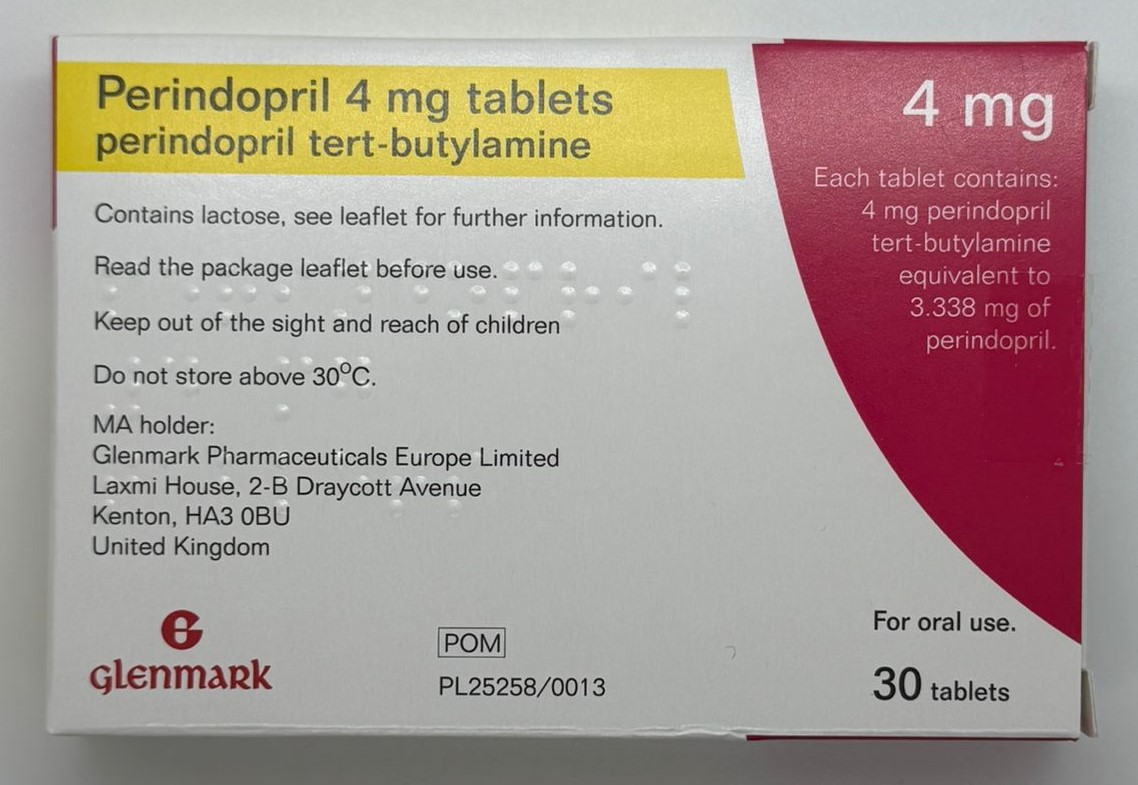 Perindopril 4 mg tablets
perindopril tert-butylamine
Contains lactose, see leaflet for further information.
Read the package leaflet before use.
Keep out of the sight and reach of children
Do not store above 30°C.
MA holder:
Glenmark Pharmaceuticals Europe Limited
Laxmi House, 2-B Draycott Avenue
Kenton, HA3 0BU
United Kingdom
glenmark
POM
PL25258/0013
4 mg
Each tablet contains:
4 mg perindopril
tert-butylamine
equivalent to
3.338 mg of
perindopril.
For oral use.
30 tablets